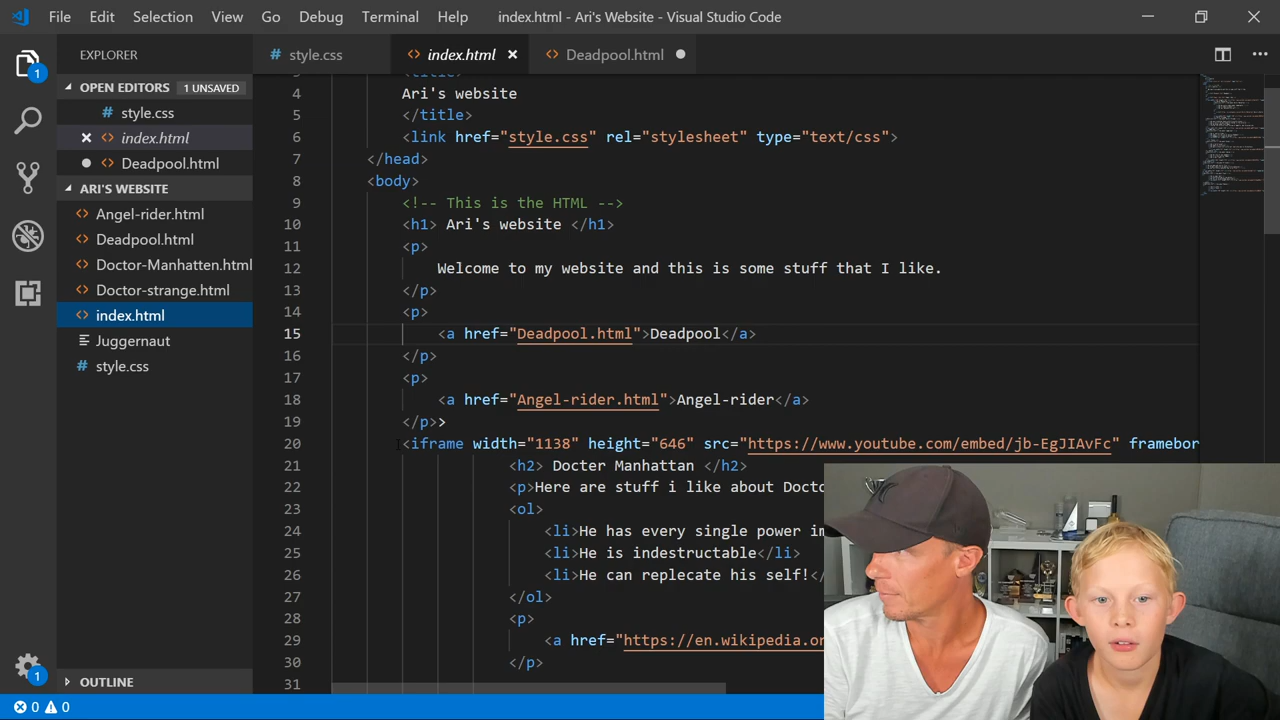 File Edit Selection View Go Debug Terminal Help index.html - Ari's Website - Visual Studio Code
EXPLORER
OPEN EDITORS 1 UNSAVED
style.css
index.html
Deadpool.html
ARI'S WEBSITE
Angel-rider.html
Deadpool.html
Doctor-Manhatten.html
Doctor-strange.html
index.html
Juggernaut
style.css
OUTLINE
1
1
0 0
style.css index.html Deadpool.html
3 <title>
4 Ari's website
5 </title>
6 <link href="style.css" rel="stylesheet" type="text/css">
7 </head>
8 <body>
9 <!-- This is the HTML -->
10 <h1> Ari's website </h1>
11 <p>
12 Welcome to my website and this is some stuff that I like.
13 </p>
14 <p>
15 <a href="Deadpool.html">Deadpool</a>
16 </p>
17 <p>
18 <a href="Angel-rider.html">Angel-rider</a>
19 </p>>
20 <iframe width="1138" height="646" src="https://www.youtube.com/embed/jb-EgJIAvFc" framebor
21 <h2> Docter Manhattan </h2>
22 <p>Here are stuff i like about Docto
23 <ol>
24 <li>He has every single power im
25 <li>He is indestructable</li>
26 <li>He can replecate his self!</
27 </ol>
28 <p>
29 <a href="https://en.wikipedia.or
30 </p>
31